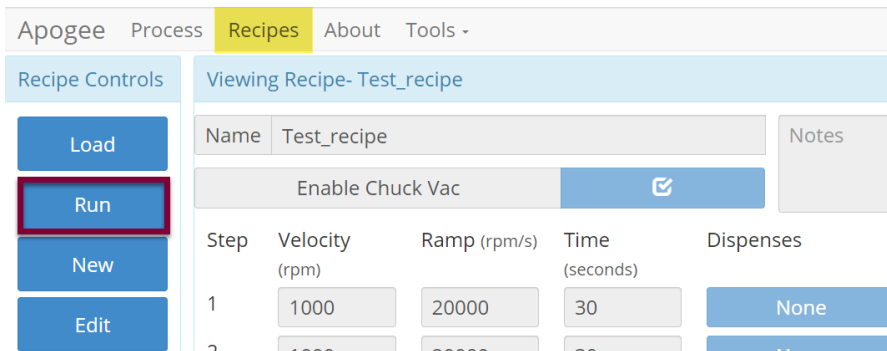 Apogee Process Recipes About Tools
Recipe Controls
Viewing Recipe- Test_recipe
Load
Run
New
Edit
Name Test_recipe
Notes
Enable Chuck Vac
Step Velocity (rpm) Ramp (rpm/s) Time (seconds) Dispenses
1 1000 20000 30 None